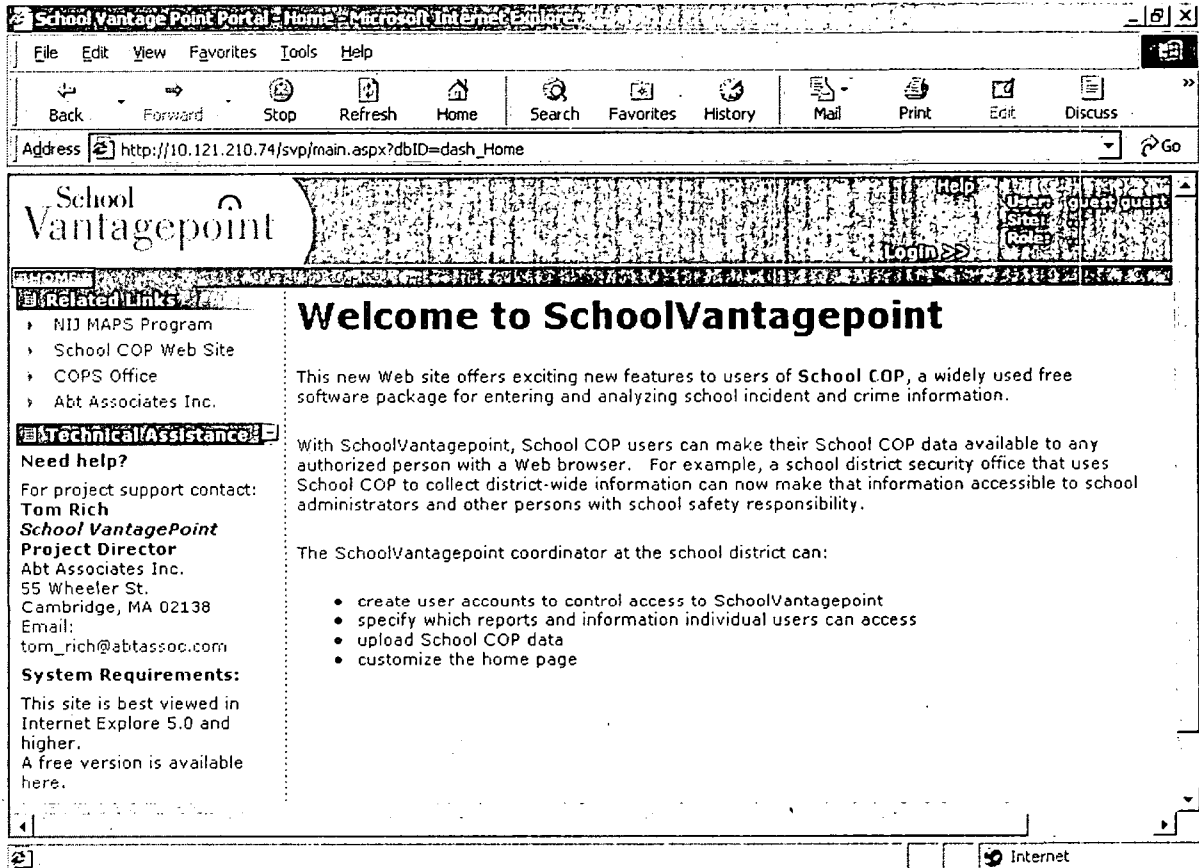 School Vantage Point Portal - Home - Microsoft Internet Explorer
File Edit View Favorites Tools Help
Back Forward Stop Refresh Home Search Favorites History Mail Print Edit Discuss »
Address http://10.121.210.74/svp/main.aspx?dbID=dash_Home Go
School
Vantagepoint
Help
User: guest guest
Site:
Role:
Login >>
HOME
Related Links
NIJ MAPS Program
School COP Web Site
COPS Office
Abt Associates Inc.
Technical Assistance
Need help?
For project support contact:
Tom Rich
School VantagePoint
Project Director
Abt Associates Inc.
55 Wheeler St.
Cambridge, MA 02138
Email:
tom_rich@abtassoc.com
System Requirements:
This site is best viewed in
Internet Explore 5.0 and
higher.
A free version is available
here.
Welcome to SchoolVantagepoint
This new Web site offers exciting new features to users of School COP, a widely used free
software package for entering and analyzing school incident and crime information.
With SchoolVantagepoint, School COP users can make their School COP data available to any
authorized person with a Web browser. For example, a school district security office that uses
School COP to collect district-wide information can now make that information accessible to school
administrators and other persons with school safety responsibility.
The SchoolVantagepoint coordinator at the school district can:
• create user accounts to control access to SchoolVantagepoint
• specify which reports and information individual users can access
• upload School COP data
• customize the home page
Internet